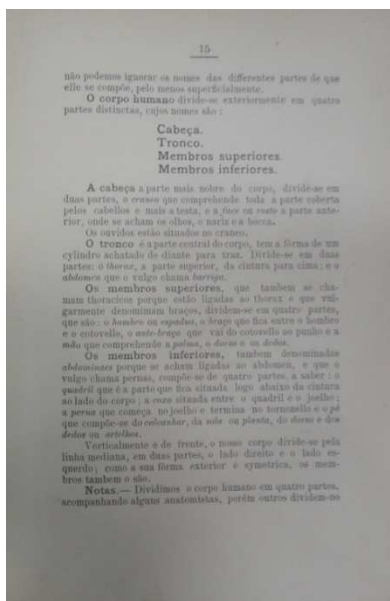 15
não podemos ignorar os nomes das differentes partes de que
elle se compõe, pelo menos superficialmente.
O corpo humano divide-se exteriormente em quatro
partes distinctas, cujos nomes são :
Cabeça.
Tronco.
Membros superiores.
Membros inferiores.
A cabeça a parte mais nobre do corpo, divide-se em
duas partes, o craneo que comprehende toda a parte coberta
pelos cabellos e mais a testa, e a face ou rosto a parte ante-
rior, onde se acham os olhos, o nariz e a bocca.
Os ouvidos estão situados no craneo.
O tronco é a parte central do corpo, tem a fórma de um
cylindro achatado de diante para traz. Divide-se em duas
partes: o thorax, a parte superior, da cintura para cima; e o
abdomen que o vulgo chama barriga.
Os membros superiores, que tambem se cha-
mam thoracicos porque estão ligadas ao thorax e que vul-
garmente denominam braços, dividem-se em quatro partes,
que são : o hombro ou espadua, o braço que fica entre o hombro
e o cotovello, o ante-braço que vai do cotovello ao punho e a
mão que comprehende a palma, o dorso e os dedos.
Os membros inferiores, tambem denominadas
abdominaes porque se acham ligadas ao abdomen, e que o
vulgo chama pernas, compõe-se de quatro partes, a saber : o
quadril que é a parte que fica situada logo abaixo da cintura
ao lado do corpo ; a coxa situada entre o quadril e o joelho ;
a perna que começa no joelho e termina no tornozello e o pé
que compõe-se do calcanhar, da sola ou planta, do dorso e dos
dedos ou artelhos.
Verticalmente e de frente, o nosso corpo divide-se pela
linha mediana, em duas partes, o lado direito e o lado es-
querdo ; como a sua fórma exterior é symetrica, os mem-
bros tambem o são.
Notas.— Dividimos o corpo humano em quatro partes,
acompanhando alguns anatomistas, porém outros dividem-no